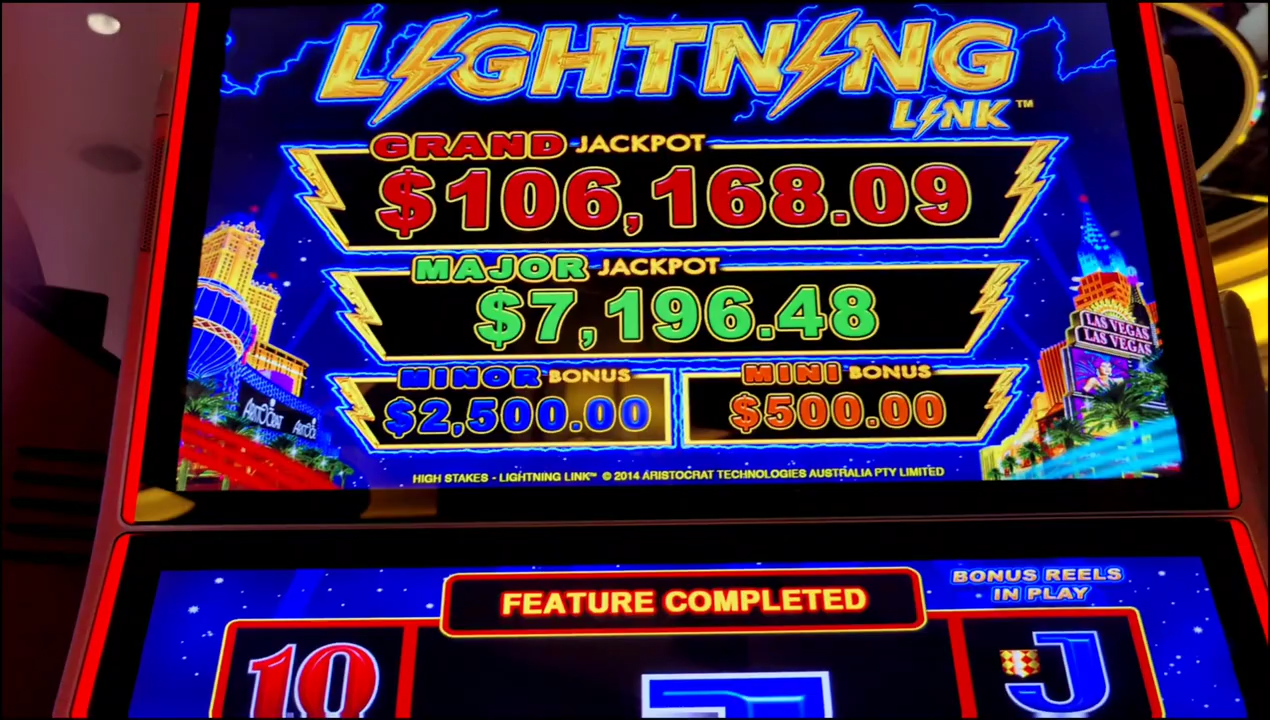 LIGHTNING
LINK™
GRAND JACKPOT
$106,168.09
MAJOR JACKPOT
$7,196.48
MINOR BONUS
$2,500.00
MINI BONUS
$500.00
LAS VEGAS
LAS VEGAS
ARISTOCRAT
HIGH STAKES - LIGHTNING LINK™ © 2014 ARISTOCRAT TECHNOLOGIES AUSTRALIA PTY LIMITED
FEATURE COMPLETED
BONUS REELS
IN PLAY
10
J